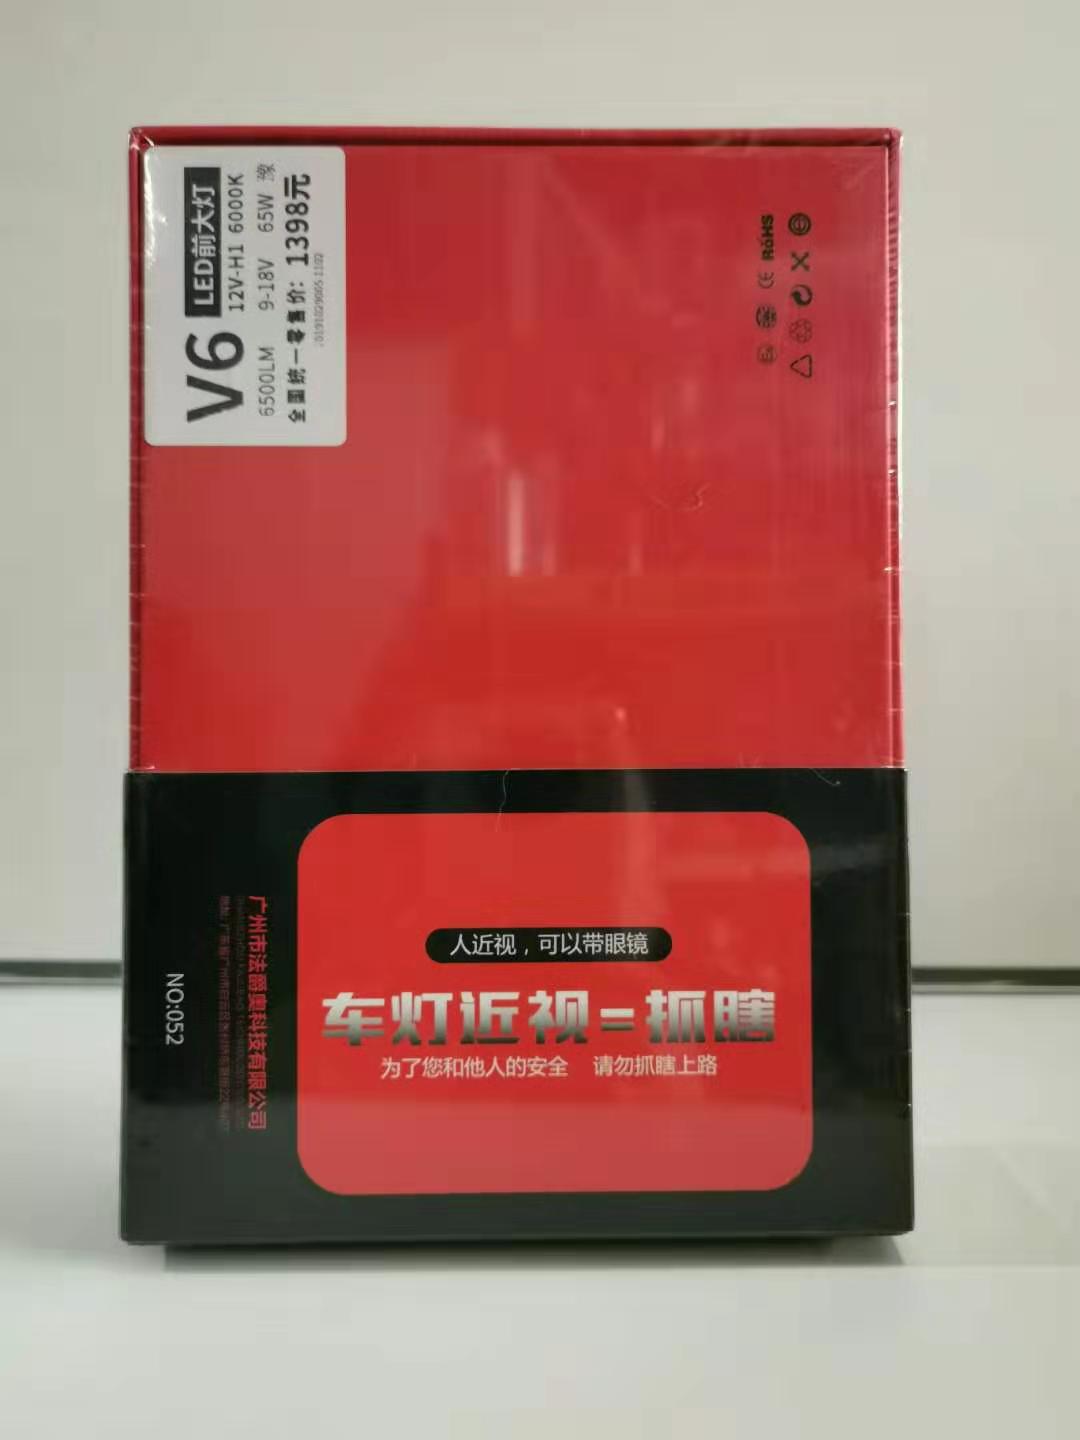 V6 LED前大灯
12V-H1 6000K
6500LM 9-18V 65W 豫
全国统一零售价：1398元
RoHS
CE
人近视，可以带眼镜
车灯近视=抓瞎
为了您和他人的安全 请勿抓瞎上路
广州市法爵奥科技有限公司
NO:052